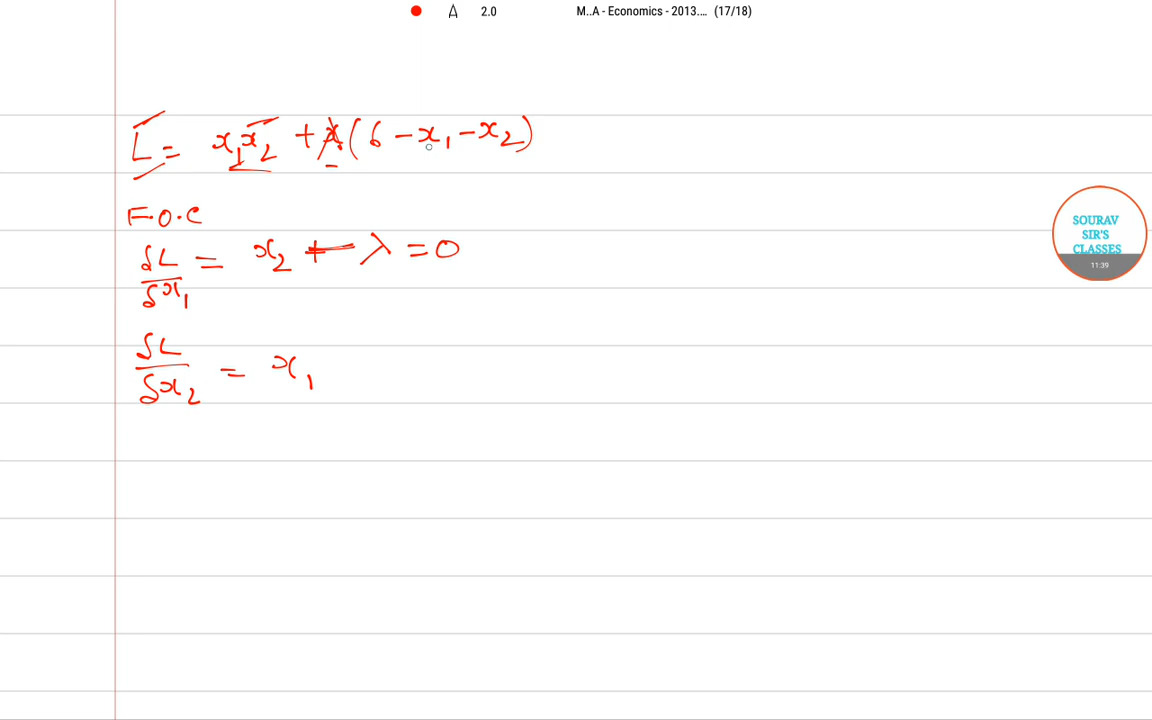 2.0 M..A - Economics - 2013.... (17/18)
L = x₁x₂ + λ(6 - x₁ - x₂)
F.O.C
δL/δx₁ = x₂ - λ = 0
δL/δx₂ = x₁
SOURAV
SIR'S
CLASSES
11:39